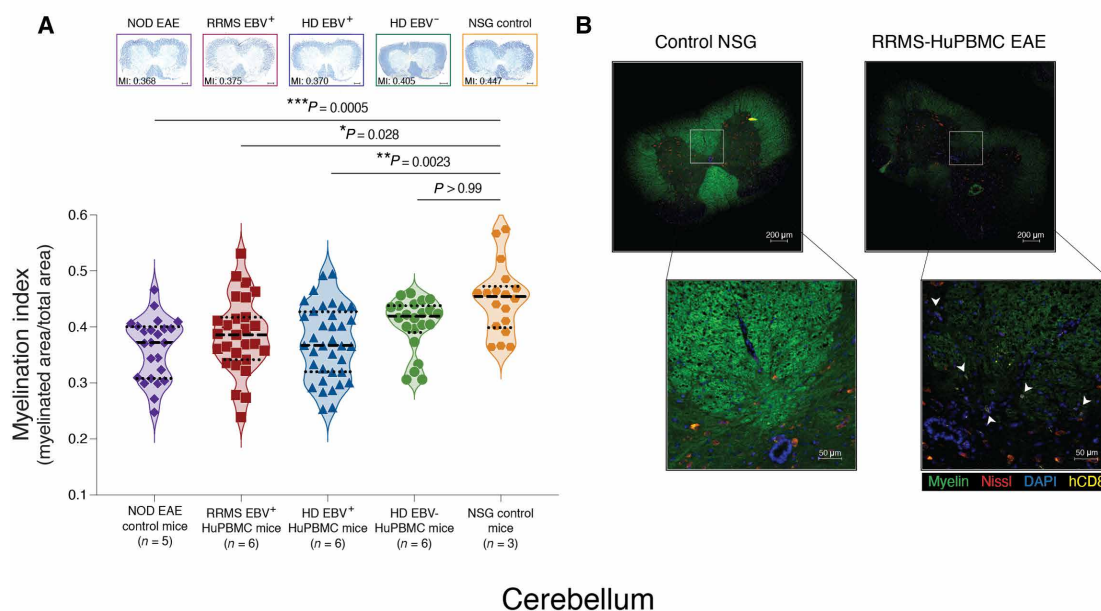 A
NOD EAE
RRMS EBV+
HD EBV+
HD EBV−
NSG control
MI: 0.368
MI: 0.375
MI: 0.370
MI: 0.405
MI: 0.447
***P = 0.0005
*P = 0.028
**P = 0.0023
P > 0.99
Myelination index
(myelinated area/total area)
0.6
0.5
0.4
0.3
0.2
0.1
NOD EAE
control mice
(n = 5)
RRMS EBV+
HuPBMC mice
(n = 6)
HD EBV+
HuPBMC mice
(n = 6)
HD EBV-
HuPBMC mice
(n = 6)
NSG control
mice
(n = 3)
B
Control NSG
RRMS-HuPBMC EAE
200 µm
200 µm
50 µm
50 µm
Myelin Nissl DAPI hCD8
Cerebellum